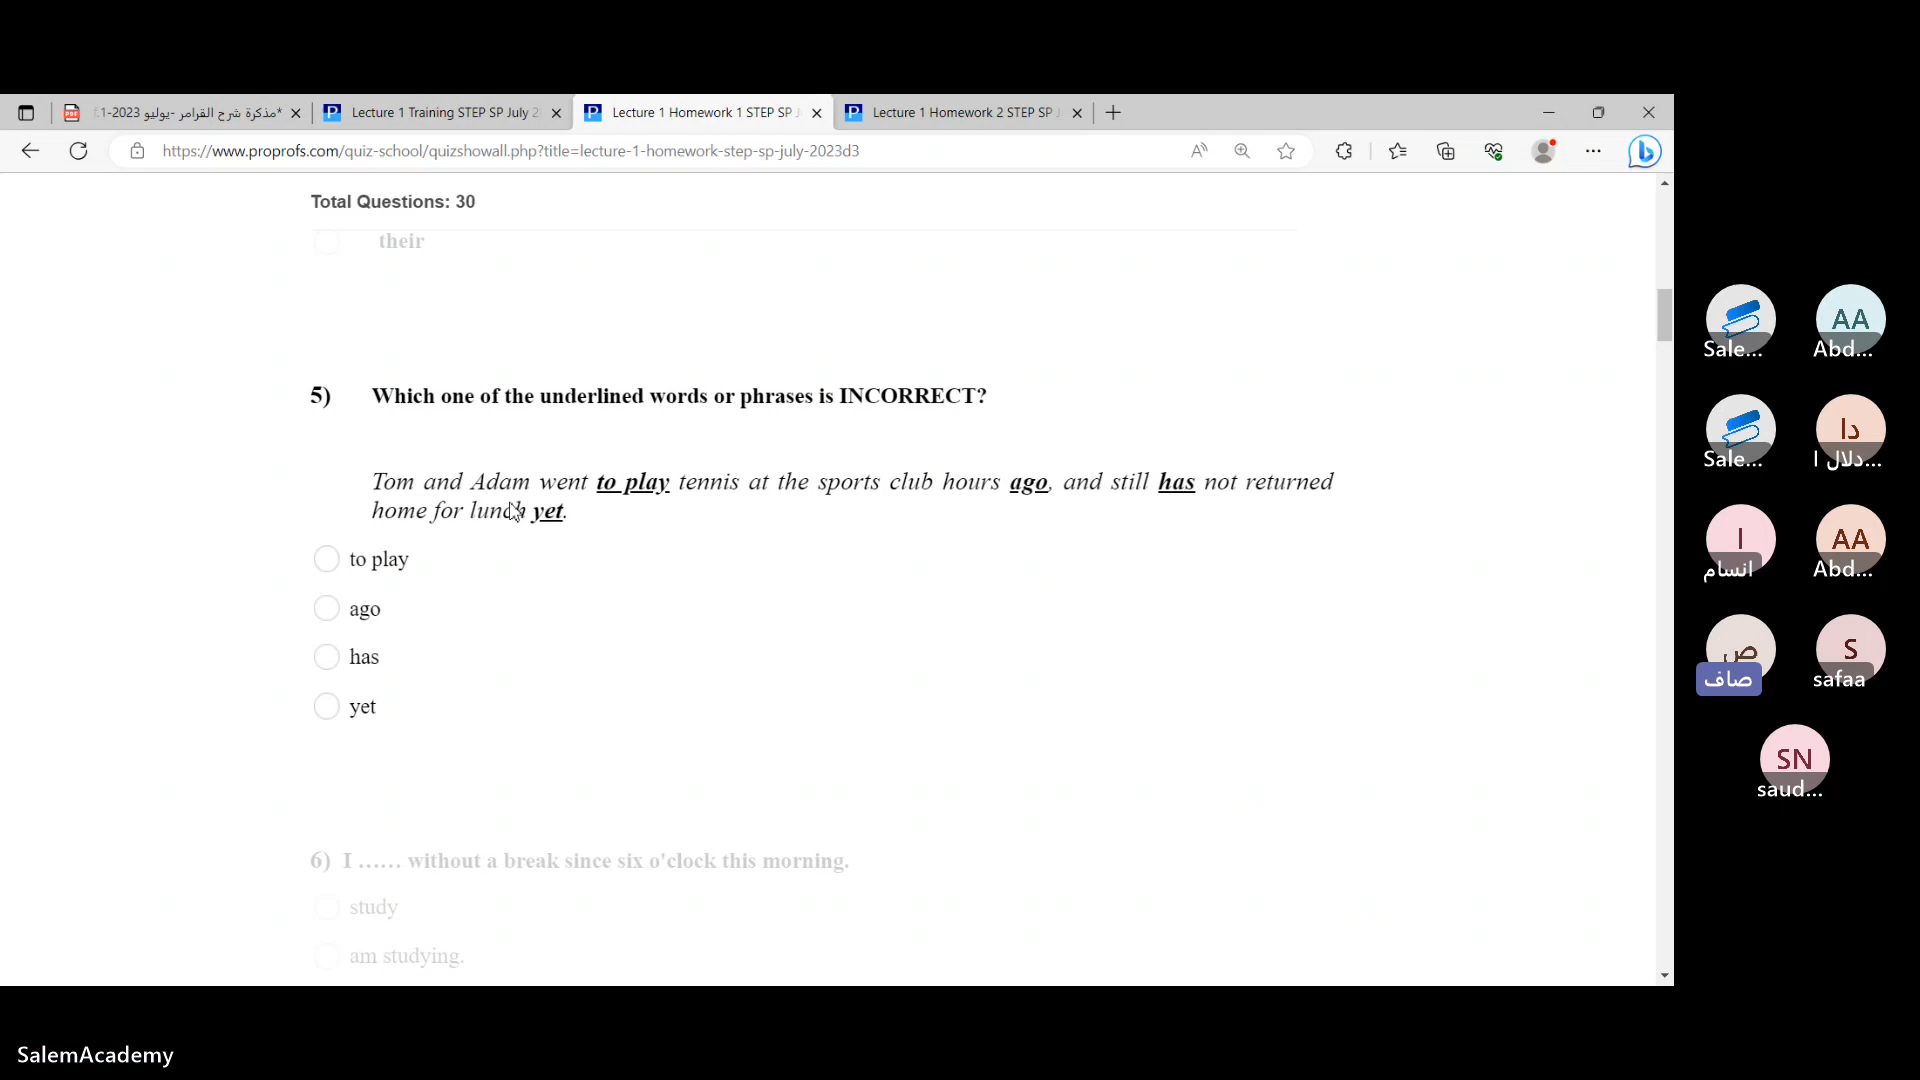 *مذكرة شرح القرامر -يوليو 2023-1.
Lecture 1 Training STEP SP July 2
Lecture 1 Homework 1 STEP SP J
Lecture 1 Homework 2 STEP SP J
https://www.proprofs.com/quiz-school/quizshowall.php?title=lecture-1-homework-step-sp-july-2023d3
Total Questions: 30
their
5) Which one of the underlined words or phrases is INCORRECT?
Tom and Adam went to play tennis at the sports club hours ago, and still has not returned
home for lunch yet.
to play
ago
has
yet
6) I …… without a break since six o'clock this morning.
study
am studying.
Sale...
AA
Abd...
Sale...
دا
دلال ا...
ا
انسام
AA
Abd...
ص
صاف
S
safaa
SN
saud...
SalemAcademy